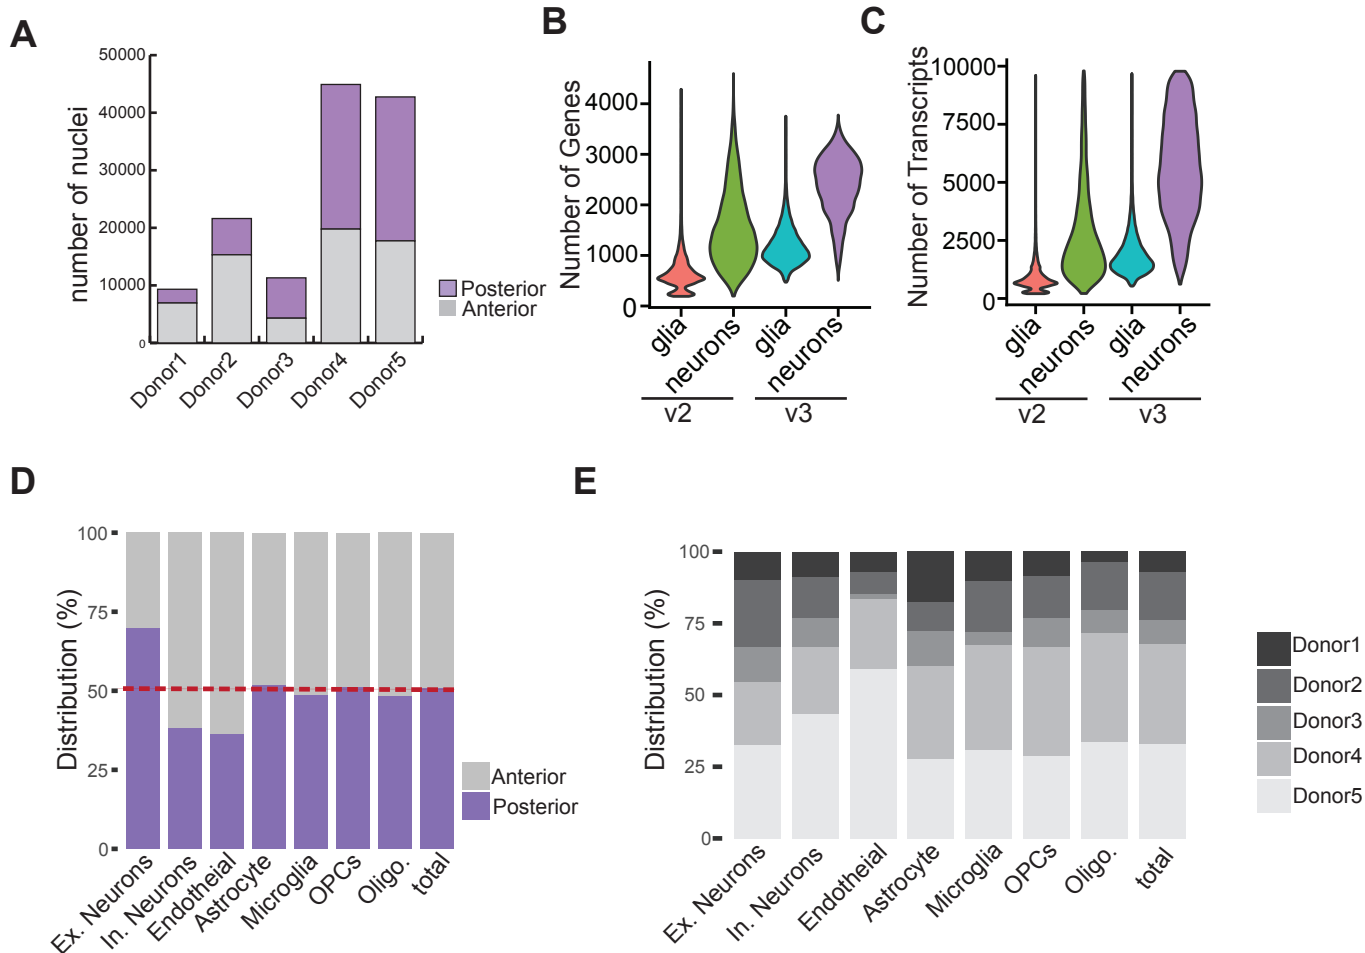 A
number of nuclei
50000
40000
30000
20000
10000
0
Donor1
Donor2
Donor3
Donor4
Donor5
Posterior
Anterior
B
Number of Genes
4000
3000
2000
1000
0
glia
neurons
glia
neurons
v2
v3
C
Number of Transcripts
10000
7500
5000
2500
0
glia
neurons
glia
neurons
v2
v3
D
Distribution (%)
100
75
50
25
0
Ex. Neurons
In. Neurons
Endotheial
Astrocyte
Microglia
OPCs
Oligo.
total
Anterior
Posterior
E
Distribution (%)
100
75
50
25
0
Ex. Neurons
In. Neurons
Endotheial
Astrocyte
Microglia
OPCs
Oligo.
total
Donor1
Donor2
Donor3
Donor4
Donor5